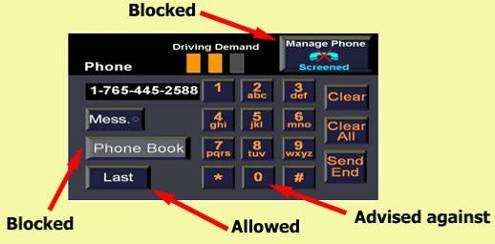 Blocked
Driving Demand
Manage Phone
Screened
Phone
1-765-445-2588
1
2
abc
3
def
Clear
Mess.
4
ghi
5
jkl
6
mno
Clear
All
Phone Book
7
pqrs
8
tuv
9
wxyz
Send
End
Last
*
0
#
Blocked
Allowed
Advised against